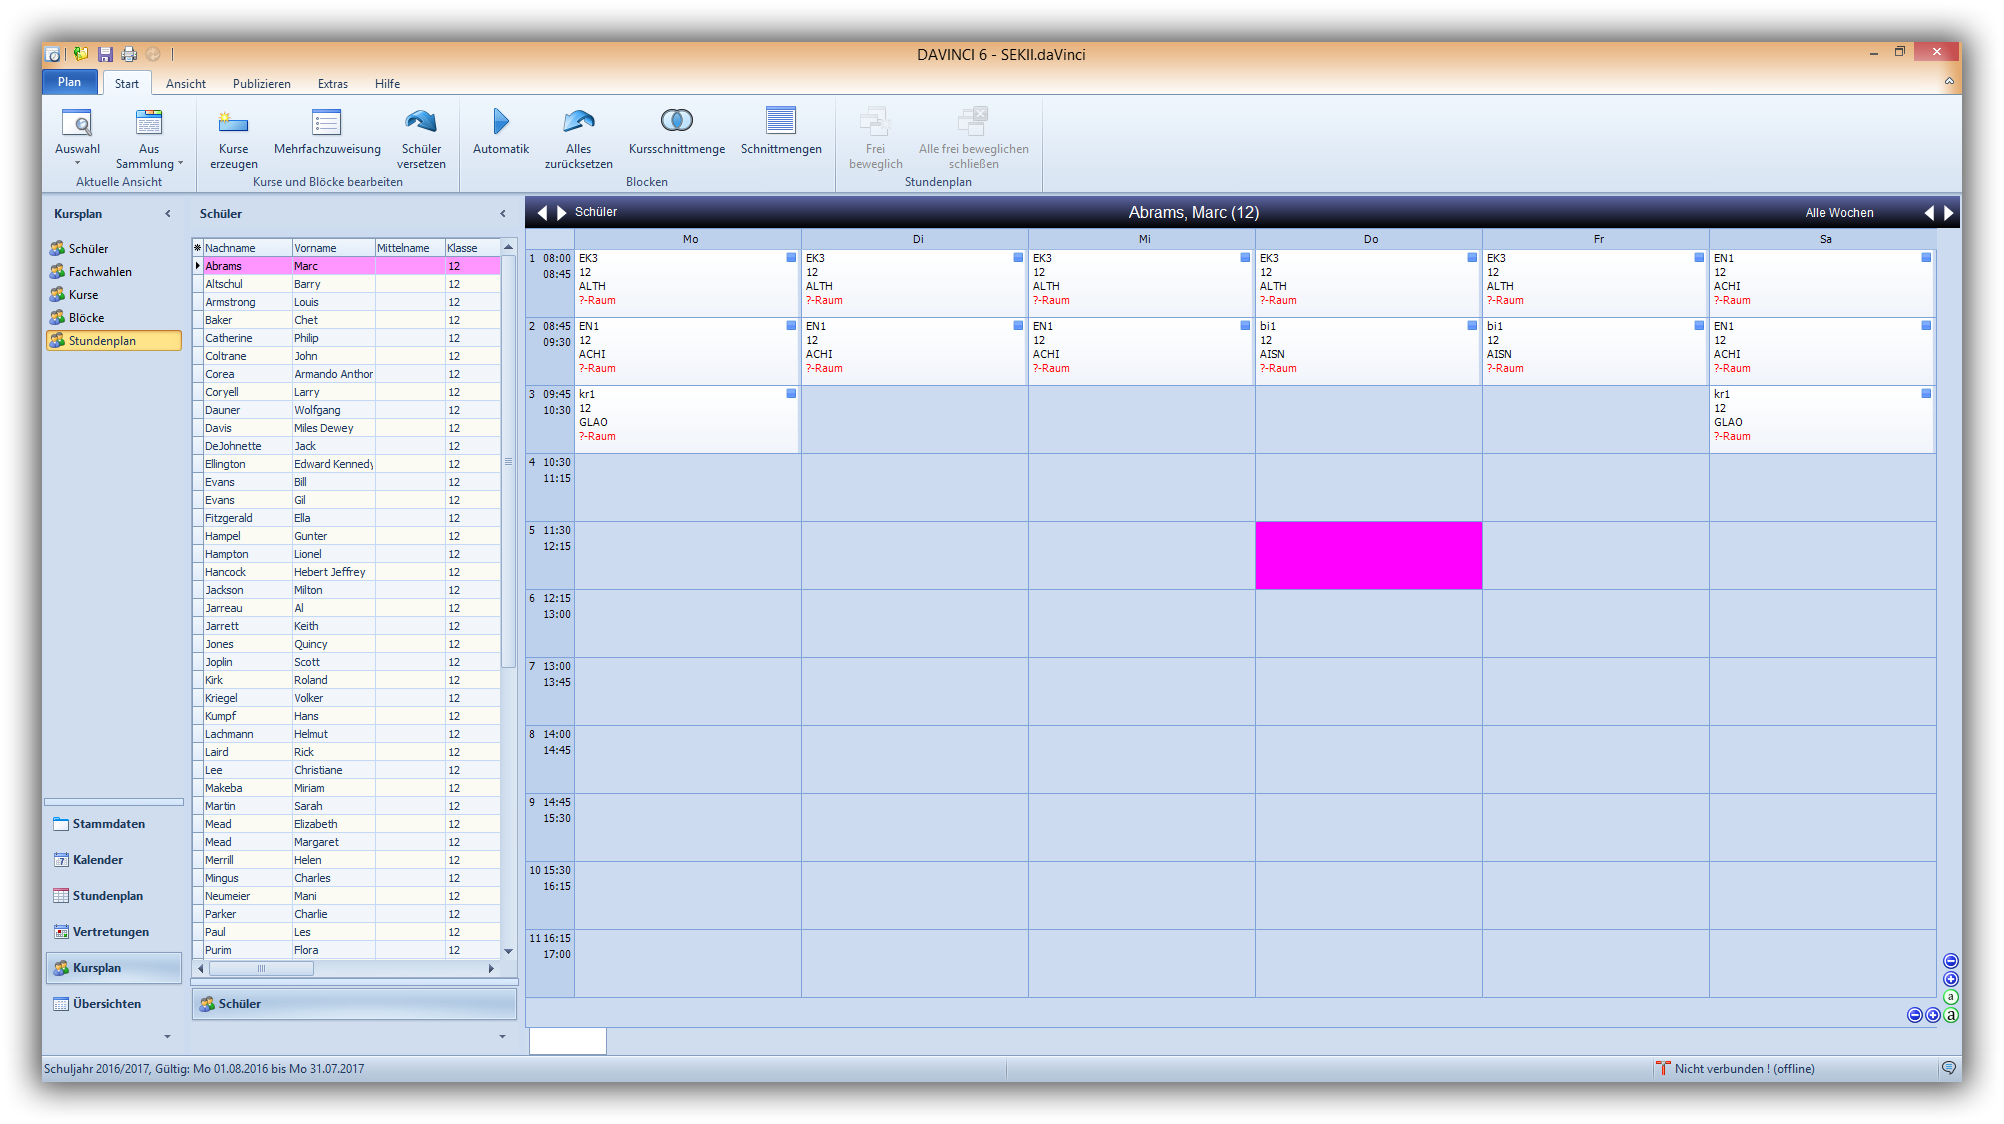 DAVINCI 6 - SEKII.daVinci
Plan Start Ansicht Publizieren Extras Hilfe
Auswahl
Aus Sammlung
Kurse erzeugen
Mehrfachzuweisung
Schüler versetzen
Automatik
Alles zurücksetzen
Kursschnittmenge
Schnittmengen
Frei beweglich
Alle frei beweglichen schließen
Aktuelle Ansicht
Kurse und Blöcke bearbeiten
Blocken
Stundenplan
Kursplan
Schüler
Fachwahlen
Kurse
Blöcke
Stundenplan
Stammdaten
Kalender
Stundenplan
Vertretungen
Kursplan
Übersichten
Schüler
Nachname Vorname Mittelname Klasse
Abrams Marc 12
Altschul Barry 12
Armstrong Louis 12
Baker Chet 12
Catherine Philip 12
Coltrane John 12
Corea Armando Anthor 12
Coryell Larry 12
Dauner Wolfgang 12
Davis Miles Dewey 12
DeJohnette Jack 12
Ellington Edward Kennedy 12
Evans Bill 12
Evans Gil 12
Fitzgerald Ella 12
Hampel Gunter 12
Hampton Lionel 12
Hancock Hebert Jeffrey 12
Jackson Milton 12
Jarreau Al 12
Jarrett Keith 12
Jones Quincy 12
Joplin Scott 12
Kirk Roland 12
Kriegel Volker 12
Kumpf Hans 12
Lachmann Helmut 12
Laird Rick 12
Lee Christiane 12
Makeba Miriam 12
Martin Sarah 12
Mead Elizabeth 12
Mead Margaret 12
Merrill Helen 12
Mingus Charles 12
Neumeier Mani 12
Parker Charlie 12
Paul Les 12
Purim Flora 12
Schüler
Schüler Abrams, Marc (12) Alle Wochen
Mo Di Mi Do Fr Sa
1 08:00 EK3 EK3 EK3 EK3 EK3 EN1
08:45 12 12 12 12 12 12
ALTH ALTH ALTH ALTH ALTH ACHI
?-Raum ?-Raum ?-Raum ?-Raum ?-Raum ?-Raum
2 08:45 EN1 EN1 EN1 bi1 bi1 EN1
09:30 12 12 12 12 12 12
ACHI ACHI ACHI AISN AISN ACHI
?-Raum ?-Raum ?-Raum ?-Raum ?-Raum ?-Raum
3 09:45 kr1 kr1
10:30 12 12
GLAO GLAO
?-Raum ?-Raum
4 10:30
11:15
5 11:30
12:15
6 12:15
13:00
7 13:00
13:45
8 14:00
14:45
9 14:45
15:30
10 15:30
16:15
11 16:15
17:00
a
a
Schuljahr 2016/2017, Gültig: Mo 01.08.2016 bis Mo 31.07.2017
Nicht verbunden ! (offline)